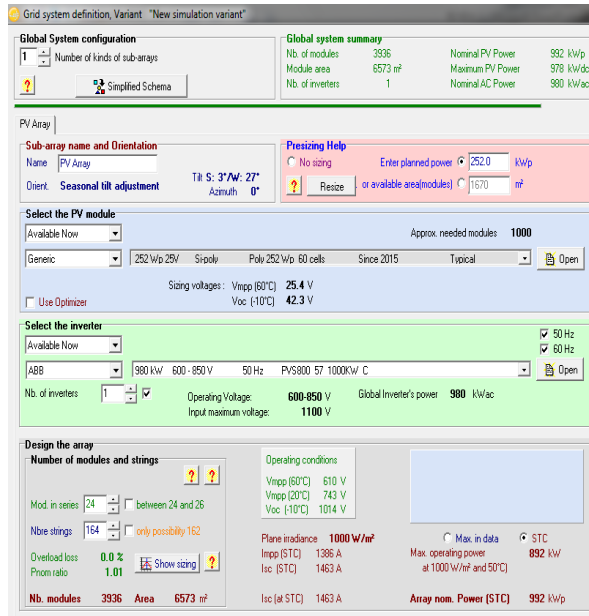 Grid system definition, Variant "New simulation variant"
Global System configuration
1 Number of kinds of sub-arrays
? Simplified Schema
Global system summary
Nb. of modules 3936 Nominal PV Power 992 kWp
Module area 6573 m² Maximum PV Power 978 kWdc
Nb. of inverters 1 Nominal AC Power 980 kWac
PV Array
Sub-array name and Orientation
Name PV Array
Orient. Seasonal tilt adjustment
Tilt S: 3°/W: 27°
Azimuth 0°
Presizing Help
No sizing Enter planned power 252.0 kWp
? Resize , or available area(modules) 1670 m²
Select the PV module
Available Now Approx. needed modules 1000
Generic 252 Wp 25V Si-poly Poly 252 Wp 60 cells Since 2015 Typical Open
Sizing voltages : Vmpp (60°C) 25.4 V
Use Optimizer Voc (-10°C) 42.3 V
Select the inverter
Available Now 50 Hz
60 Hz
ABB 980 kW 600 - 850 V 50 Hz PVS800 57 1000KW C Open
Nb. of inverters 1 Operating Voltage: 600-850 V Global Inverter's power 980 kWac
Input maximum voltage: 1100 V
Design the array
Number of modules and strings
? ?
Mod. in series 24 between 24 and 26
Nbre strings 164 only possibility 162
Overload loss 0.0 %
Pnom ratio 1.01
Show sizing ?
Nb. modules 3936 Area 6573 m²
Operating conditions
Vmpp (60°C) 610 V
Vmpp (20°C) 743 V
Voc (-10°C) 1014 V
Plane irradiance 1000 W/m²
Impp (STC) 1386 A
Isc (STC) 1463 A
Isc (at STC) 1463 A
Max. in data STC
Max. operating power 892 kW
at 1000 W/m² and 50°C)
Array nom. Power (STC) 992 kWp